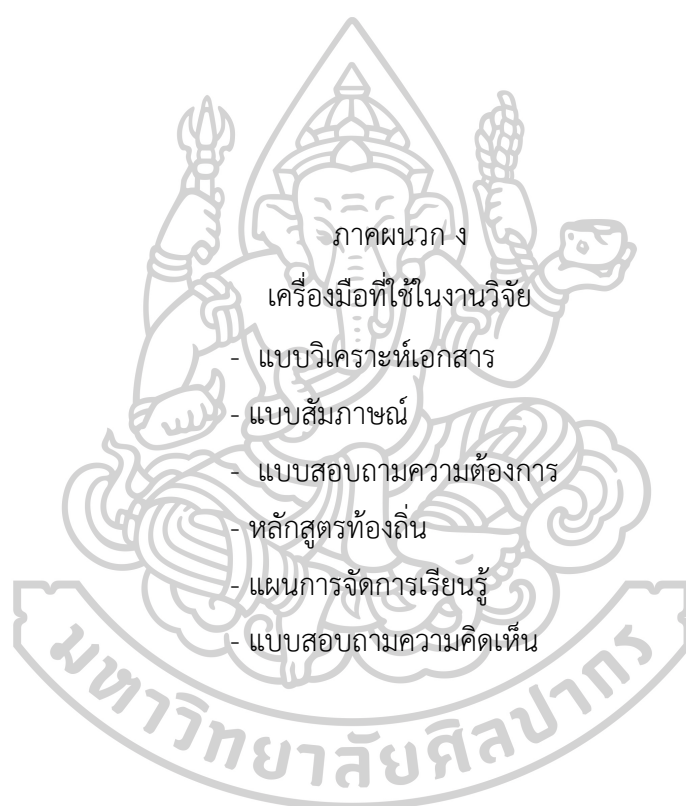 ภาคผนวก ง
เครื่องมือที่ใช้ในงานวิจัย
- แบบวิเคราะห์เอกสาร
- แบบสัมภาษณ์
- แบบสอบถามความต้องการ
- หลักสูตรท้องถิ่น
- แผนการจัดการเรียนรู้
- แบบสอบถามความคิดเห็น
มหาวิทยาลัยศิลปากร